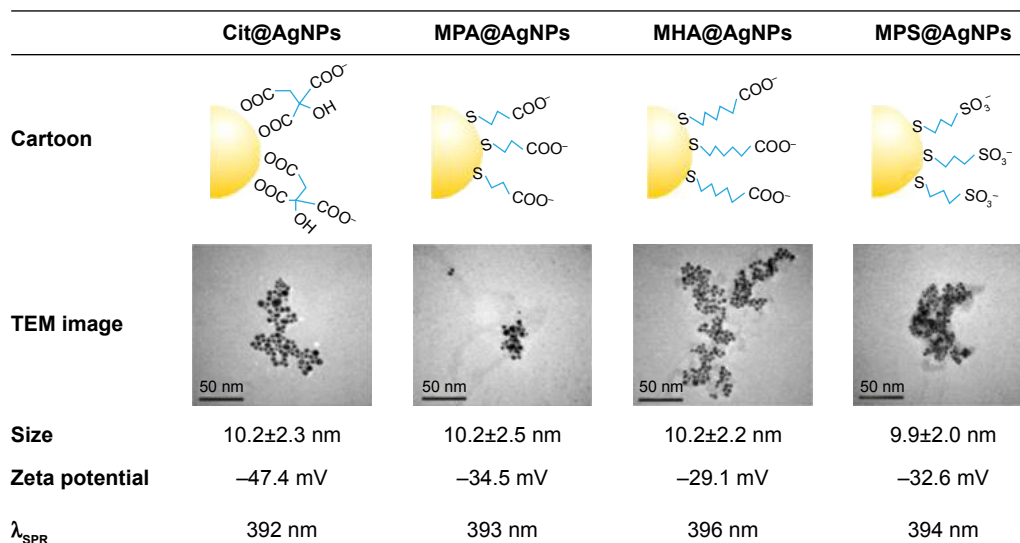 Cit@AgNPs MPA@AgNPs MHA@AgNPs MPS@AgNPs
Cartoon
OOC COO⁻ OH OOC
OOC COO⁻ OH OOC
S COO⁻
S COO⁻
S COO⁻
S COO⁻
S COO⁻
S COO⁻
S SO₃⁻
S SO₃⁻
S SO₃⁻
TEM image
50 nm 50 nm 50 nm 50 nm
Size 10.2±2.3 nm 10.2±2.5 nm 10.2±2.2 nm 9.9±2.0 nm
Zeta potential –47.4 mV –34.5 mV –29.1 mV –32.6 mV
λSPR 392 nm 393 nm 396 nm 394 nm